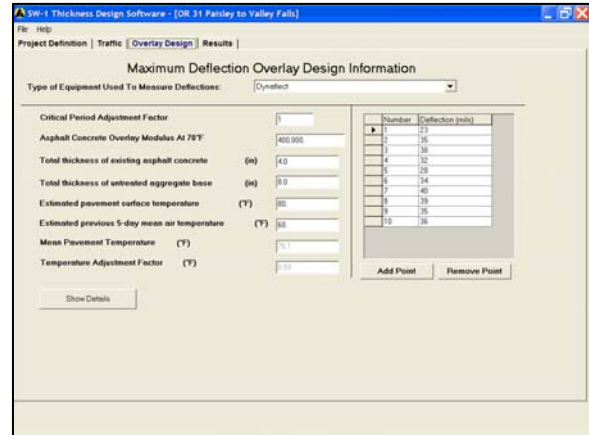 SW-1 Thickness Design Software - [OR 31 Paisley to Valley Falls]
File Help
Project Definition | Traffic | Overlay Design | Results |
Maximum Deflection Overlay Design Information
Type of Equipment Used To Measure Deflections: Dynaflect
Critical Period Adjustment Factor 1
Asphalt Concrete Overlay Modulus At 70°F 400,000.
Total thickness of existing asphalt concrete (in) 4.0
Total thickness of untreated aggregate base (in) 8.0
Estimated pavement surface temperature (°F) 80.
Estimated previous 5-day mean air temperature (°F) 60.
Mean Pavement Temperature (°F)
Temperature Adjustment Factor (°F)
Show Details
Number Deflection (mils)
1 23
2 35
3
4 32
5
6 34
7 40
8 39
9 35
10 36
Add Point Remove Point